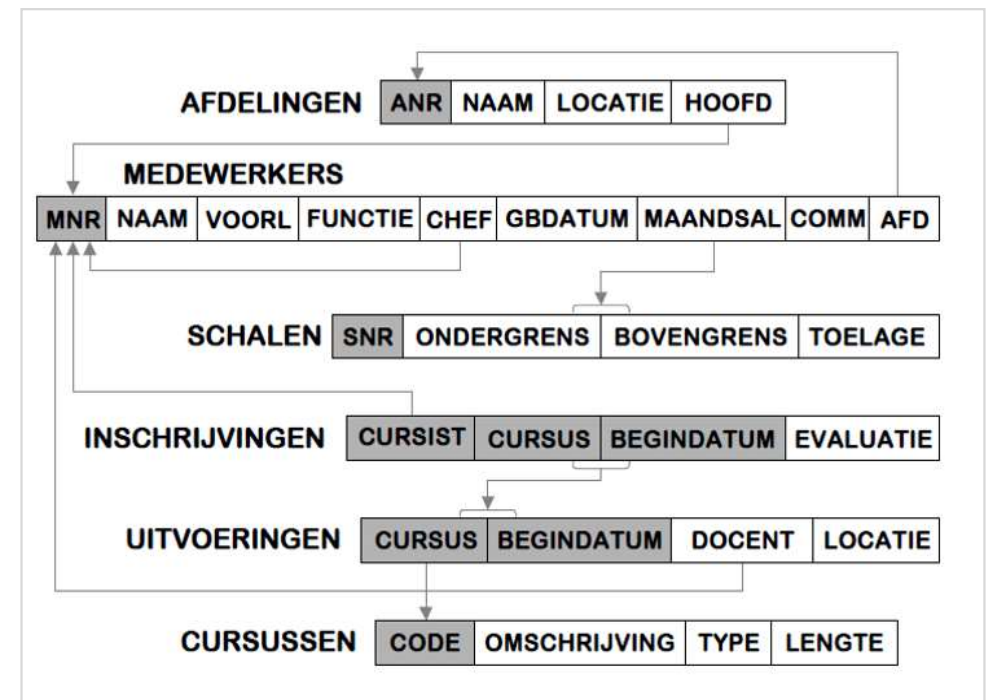 AFDELINGEN ANR NAAM LOCATIE HOOFD
MEDEWERKERS
MNR NAAM VOORL FUNCTIE CHEF GBDATUM MAANDSAL COMM AFD
SCHALEN SNR ONDERGRENS BOVENGRENS TOELAGE
INSCHRIJVINGEN CURSIST CURSUS BEGINDATUM EVALUATIE
UITVOERINGEN CURSUS BEGINDATUM DOCENT LOCATIE
CURSUSSEN CODE OMSCHRIJVING TYPE LENGTE